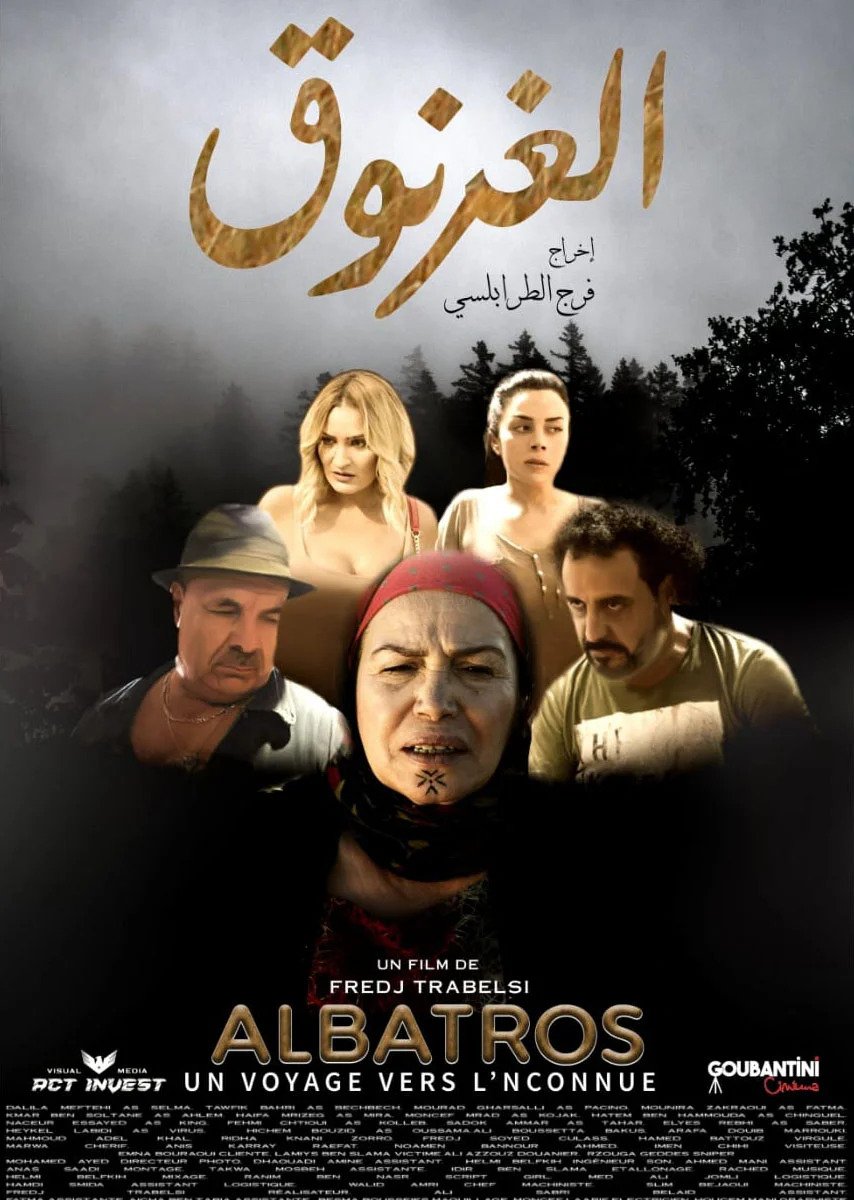 الغرنوق
إخراج
فرج الطرابلسي
HI
UN FILM DE
FREDJ TRABELSI
ALBATROS
VISUAL MEDIA
ACT INVEST
UN VOYAGE VERS L'NCONNUE
GOUBANTINI
Cinéma
DALILA MEFTEHI AS SELMA. TAWFIK BAHRI AS BECHBECH. MOURAD GHARSALLI AS PACINO. MOUNIRA ZAKRAOUI AS FATMA.
KMAR BEN SOLTANE AS AHLEM. HAIFA MRIZEG AS MIRA. MONCEF MRAD AS KOJAK. HATEM BEN HAMMOUDA AS CHINGUEL.
NACEUR ESSAYED AS KING. FEHMI CHTIOUI AS KOLLEB. SADOK AMMAR AS TAHAR. ELYES REBHI AS SABER.
HEYKEL LABIDI AS VIRUS. HICHEM BOUZID AS OUSSAMA. ALI BOUSSETTA BAKUS. ARAFA DOUIB MARROUKI.
MAHMOUD ADEL KHAL. RIDHA KNANI ZORRO. FREDJ SOYED CULASS. HAMED BATTOUZ VIRGULE.
MARWA CHERIF. ANIS KARRAY RAEFAT. NOAMEN BANNOUR AHMED. IMEN CHIHI VISITEUSE.
EMNA BOURAOUI CLIENTE. LAMIYS BEN SLAMA VICTIME ALI AZZOUZ DOUANIER. RZOUGA GEDDES SNIPER
MOHAMED AYED DIRECTEUR PHOTO. DHAOUADI AMINE ASSISTANT HELMI BELFKIH INGÉNIEUR SON. AHMED MANI ASSISTANT
ANAS SAADI MONTAGE. TAKWA MOSBEH ASSISTANTE. IDIR BEN SLAMA ETALLONAGE. RACHED MUSIQUE.
HELMI BELFKIH MIXAGE. RANIM BEN NASR SCRIPT GIRL. MED ALI JOMLI LOGISTIQUE.
HAMDI SMIDA ASSISTANT LOGISTIQUE. WALID AMRI CHEF MACHINISTE. SLIM BEJAOUI MACHINISTE.
FREDJ TRABELSI RÉALISATEUR. ALI SABRI BELAID ASSISTANT.